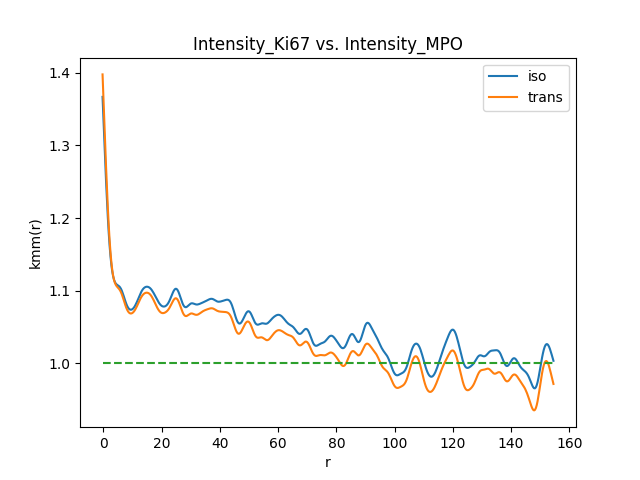 Intensity_Ki67 vs. Intensity_MPO
iso
trans
kmm(r)
1.4
1.3
1.2
1.1
1.0
0 20 40 60 80 100 120 140 160
r